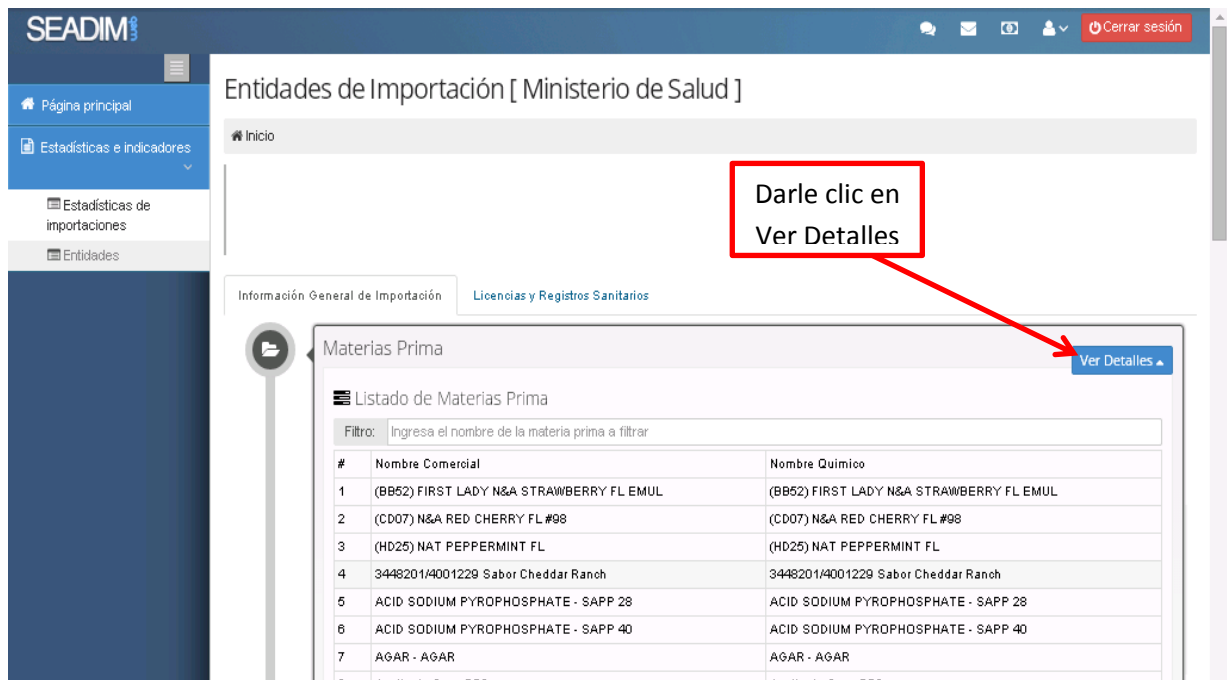 SEADIM WEB
Cerrar sesión
Página principal
Estadísticas e indicadores
Estadísticas de
importaciones
Entidades
Entidades de Importación [ Ministerio de Salud ]
Inicio
Darle clic en
Ver Detalles
Información General de Importación
Licencias y Registros Sanitarios
Materias Prima
Ver Detalles
Listado de Materias Prima
Filtro: Ingresa el nombre de la materia prima a filtrar
# Nombre Comercial Nombre Quimico
1 (BB52) FIRST LADY N&A STRAWBERRY FL EMUL (BB52) FIRST LADY N&A STRAWBERRY FL EMUL
2 (CD07) N&A RED CHERRY FL #98 (CD07) N&A RED CHERRY FL #98
3 (HD25) NAT PEPPERMINT FL (HD25) NAT PEPPERMINT FL
4 3448201/4001229 Sabor Cheddar Ranch 3448201/4001229 Sabor Cheddar Ranch
5 ACID SODIUM PYROPHOSPHATE - SAPP 28 ACID SODIUM PYROPHOSPHATE - SAPP 28
6 ACID SODIUM PYROPHOSPHATE - SAPP 40 ACID SODIUM PYROPHOSPHATE - SAPP 40
7 AGAR - AGAR AGAR - AGAR